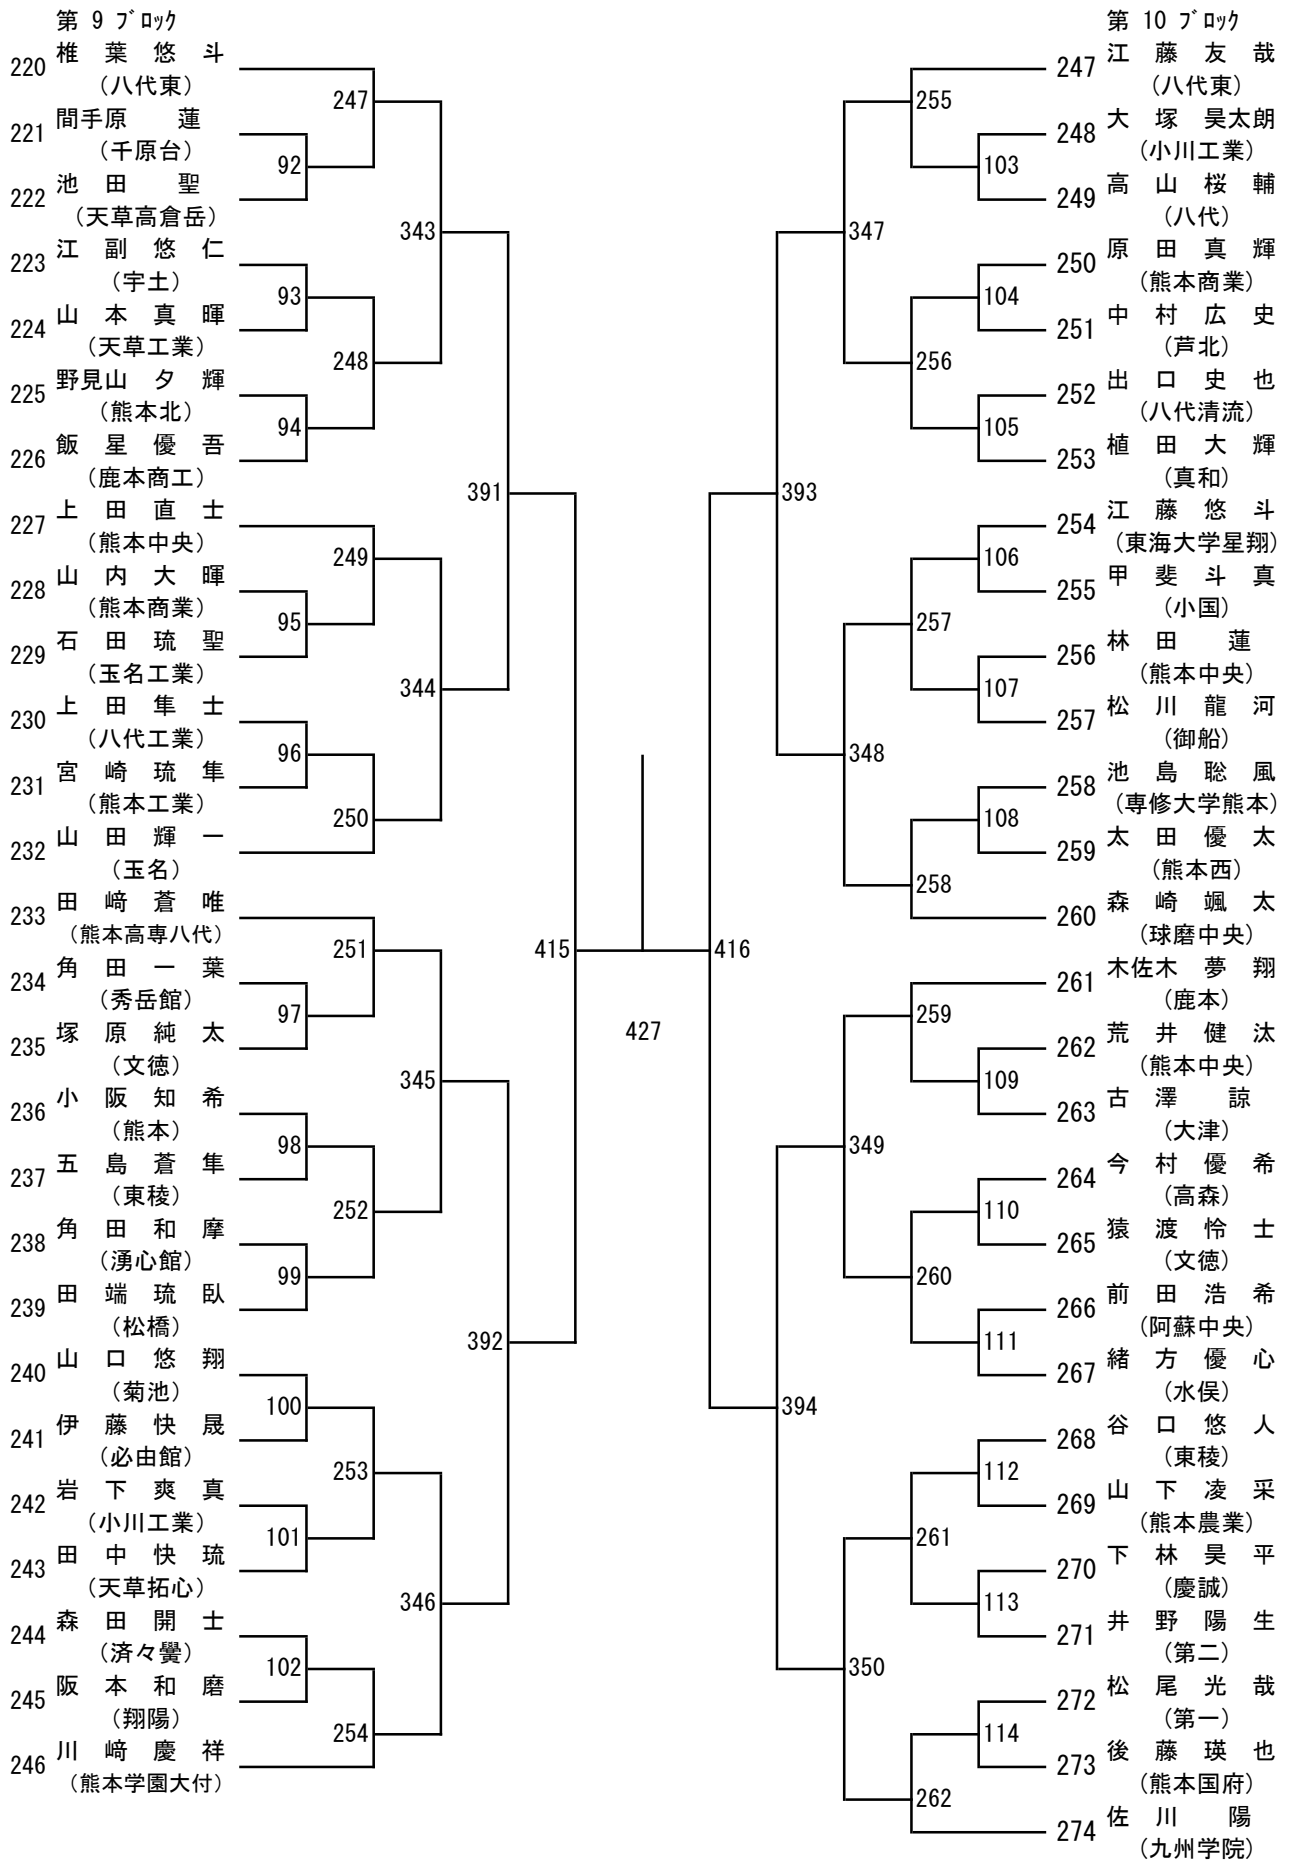 第 9 ブロック
220 椎 葉 悠 斗
(八代東)
221 間手原 蓮
(千原台)
222 池 田 聖
(天草高倉岳)
223 江 副 悠 仁
(宇土)
224 山 本 真 暉
(天草工業)
225 野見山 夕 輝
(熊本北)
226 飯 星 優 吾
(鹿本商工)
227 上 田 直 士
(熊本中央)
228 山 内 大 暉
(熊本商業)
229 石 田 琉 聖
(玉名工業)
230 上 田 隼 士
(八代工業)
231 宮 崎 琉 隼
(熊本工業)
232 山 田 輝 一
(玉名)
233 田 﨑 蒼 唯
(熊本高専八代)
234 角 田 一 葉
(秀岳館)
235 塚 原 純 太
(文徳)
236 小 阪 知 希
(熊本)
237 五 島 蒼 隼
(東稜)
238 角 田 和 摩
(湧心館)
239 田 端 琉 臥
(松橋)
240 山 口 悠 翔
(菊池)
241 伊 藤 快 晟
(必由館)
242 岩 下 爽 真
(小川工業)
243 田 中 快 琉
(天草拓心)
244 森 田 開 士
(済々黌)
245 阪 本 和 磨
(翔陽)
246 川 﨑 慶 祥
(熊本学園大付)
92
93
94
95
96
97
98
99
100
101
102
247
248
249
250
251
252
253
254
343
344
345
346
391
392
415
427
416
393
394
347
348
349
350
255
256
257
258
259
260
261
262
103
104
105
106
107
108
109
110
111
112
113
114
第 10 ブロック
247 江 藤 友 哉
(八代東)
248 大 塚 昊太朗
(小川工業)
249 高 山 桜 輔
(八代)
250 原 田 真 輝
(熊本商業)
251 中 村 広 史
(芦北)
252 出 口 史 也
(八代清流)
253 植 田 大 輝
(真和)
254 江 藤 悠 斗
(東海大学星翔)
255 甲 斐 斗 真
(小国)
256 林 田 蓮
(熊本中央)
257 松 川 龍 河
(御船)
258 池 島 聡 風
(専修大学熊本)
259 太 田 優 太
(熊本西)
260 森 崎 颯 太
(球磨中央)
261 木佐木 夢 翔
(鹿本)
262 荒 井 健 汰
(熊本中央)
263 古 澤 諒
(大津)
264 今 村 優 希
(高森)
265 猿 渡 怜 士
(文徳)
266 前 田 浩 希
(阿蘇中央)
267 緒 方 優 心
(水俣)
268 谷 口 悠 人
(東稜)
269 山 下 凌 采
(熊本農業)
270 下 林 昊 平
(慶誠)
271 井 野 陽 生
(第二)
272 松 尾 光 哉
(第一)
273 後 藤 瑛 也
(熊本国府)
274 佐 川 陽
(九州学院)